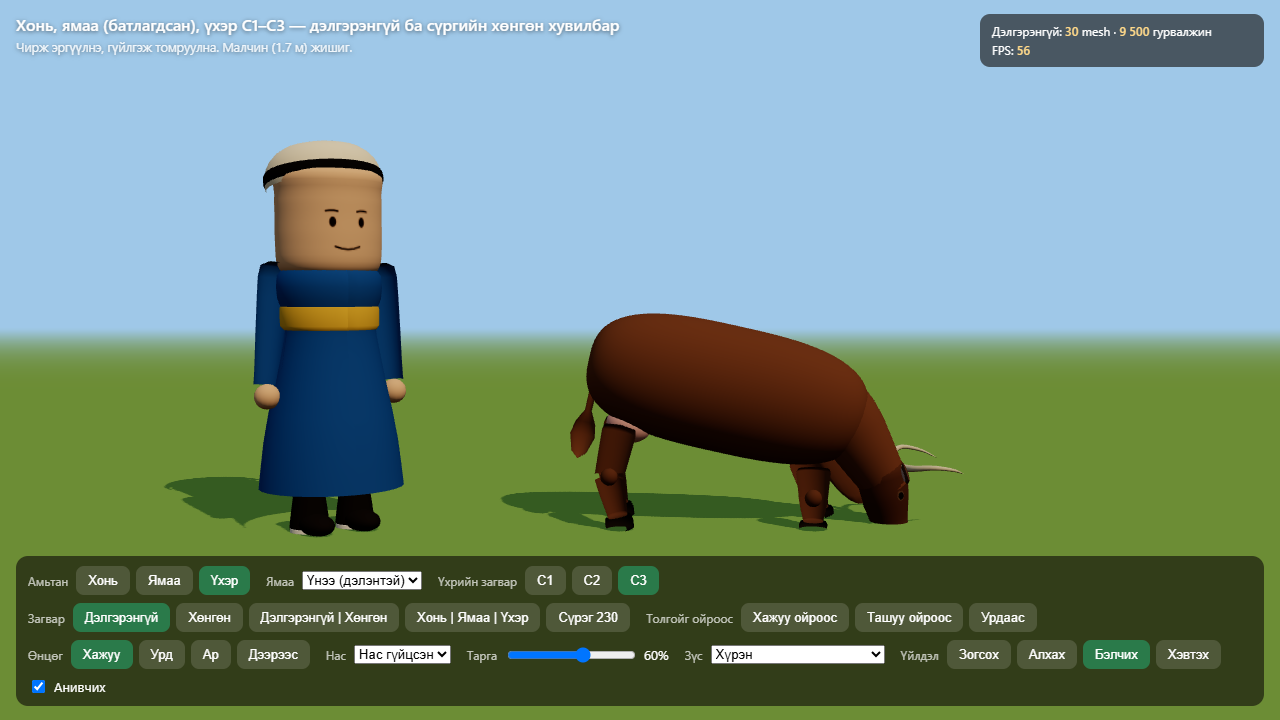 Хонь, ямаа (батлагдсан), үхэр C1–C3 — дэлгэрэнгүй ба сүргийн хөнгөн хувилбар
Чирж эргүүлнэ, гүйлгэж томруулна. Малчин (1.7 м) жишиг.
Дэлгэрэнгүй: 30 mesh · 9 500 гурвалжин
FPS: 56
Амьтан Хонь Ямаа Үхэр Ямаа Үнээ (дэлэнтэй) Үхрийн загвар C1 C2 C3
Загвар Дэлгэрэнгүй Хөнгөн Дэлгэрэнгүй | Хөнгөн Хонь | Ямаа | Үхэр Сүрэг 230 Толгойг ойроос Хажуу ойроос Ташуу ойроос Урдаас
Өнцөг Хажуу Урд Ар Дээрээс Нас Нас гүйцсэн Тарга 60% Зүс Хүрэн Үйлдэл Зогсох Алхах Бэлчих Хэвтэх
Анивчих